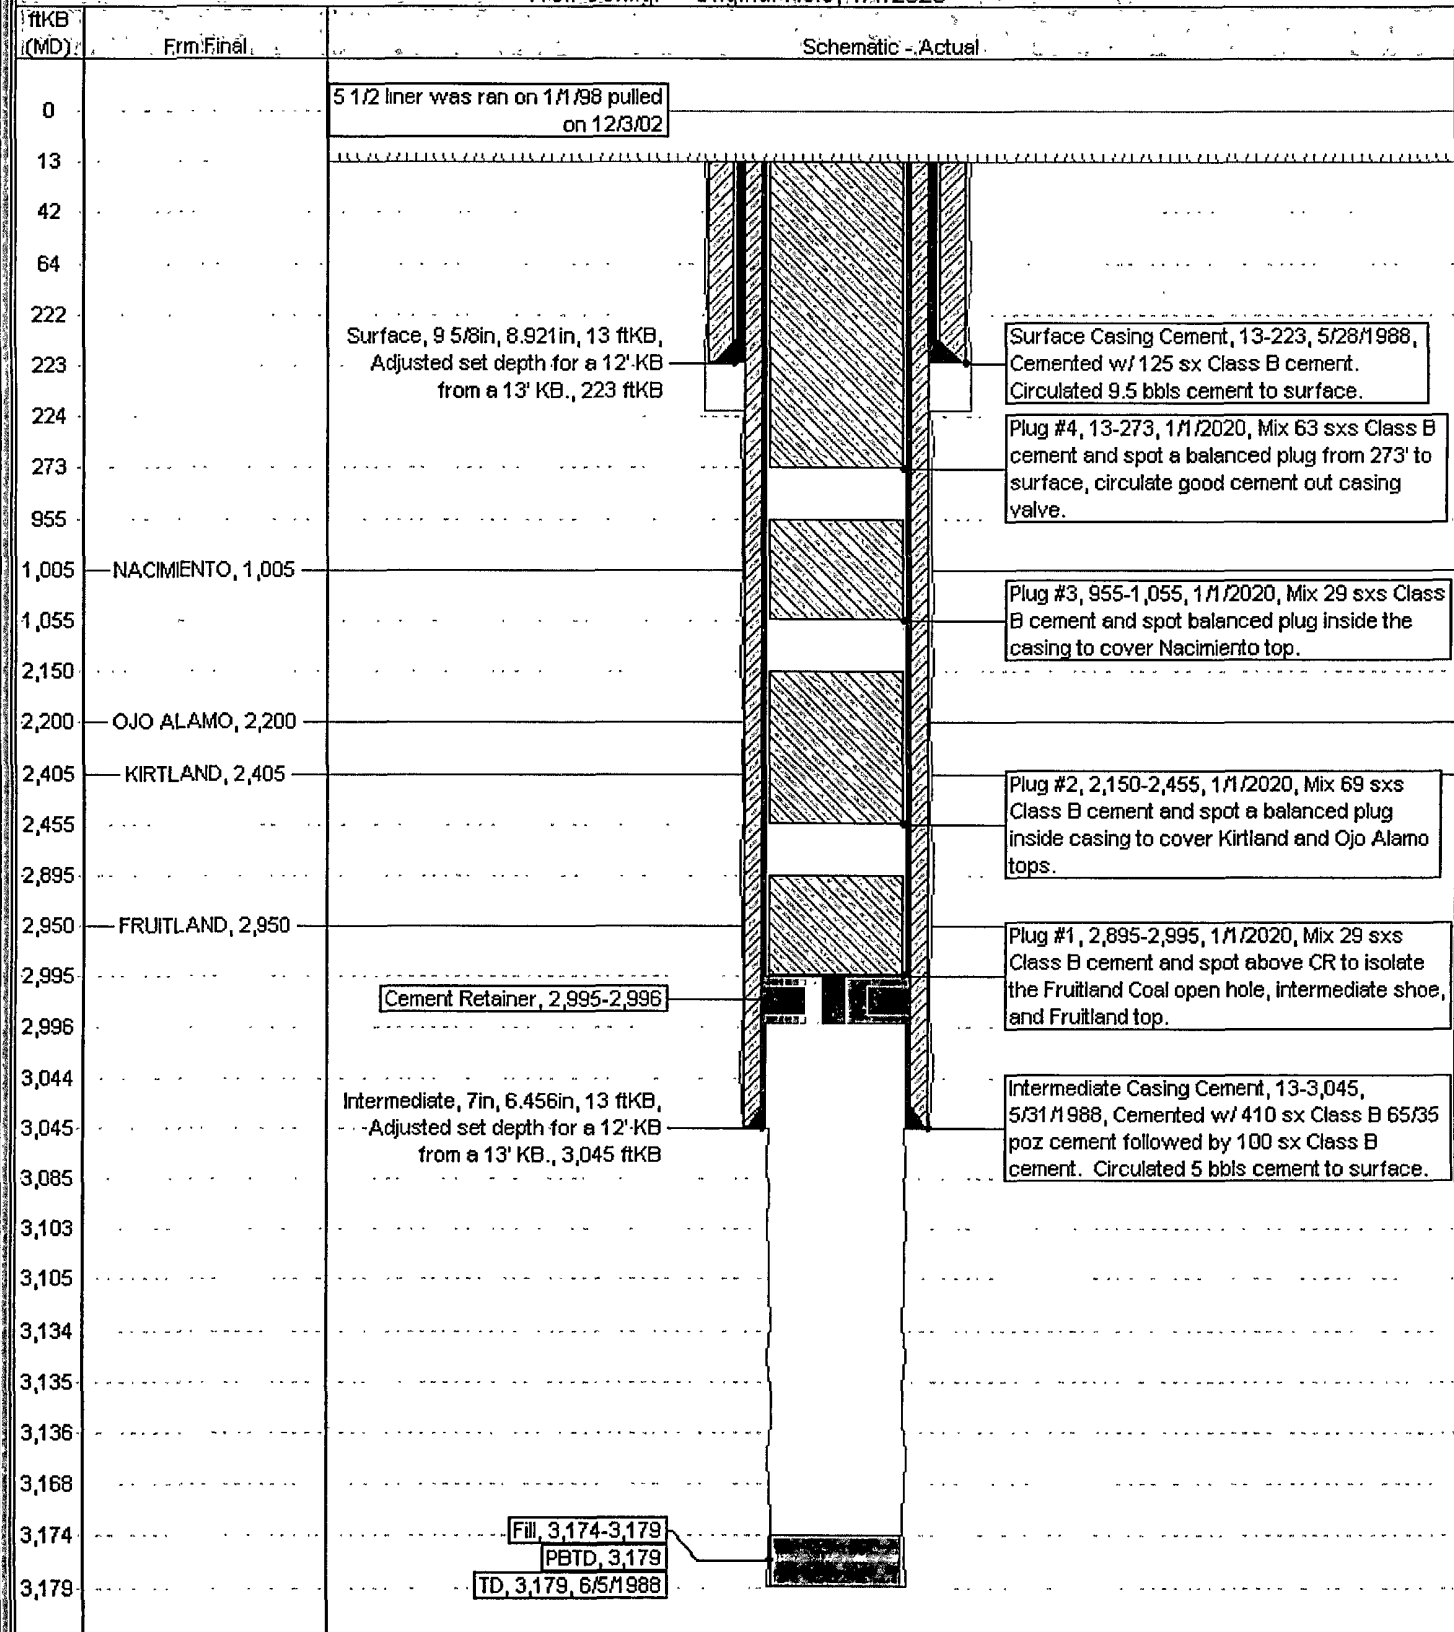 ftKB
(MD)
Frm Final
Schematic - Actual
0
13
42
64
222
223
224
273
955
1,005
1,055
2,150
2,200
2,405
2,455
2,895
2,950
2,995
2,996
3,044
3,045
3,085
3,103
3,105
3,134
3,135
3,136
3,168
3,174
3,179
NACIMIENTO, 1,005
OJO ALAMO, 2,200
KIRTLAND, 2,405
FRUITLAND, 2,950
5 1/2 liner was ran on 1/1/98 pulled
on 12/3/02
Surface, 9 5/8in, 8.921in, 13 ftKB,
Adjusted set depth for a 12' KB
from a 13' KB., 223 ftKB
Cement Retainer, 2,995-2,996
Intermediate, 7in, 6.456in, 13 ftKB,
Adjusted set depth for a 12' KB
from a 13' KB., 3,045 ftKB
Fill, 3,174-3,179
PBTD, 3,179
TD, 3,179, 6/5/1988
Surface Casing Cement, 13-223, 5/28/1988,
Cemented w/ 125 sx Class B cement.
Circulated 9.5 bbls cement to surface.
Plug #4, 13-273, 1/1/2020, Mix 63 sxs Class B
cement and spot a balanced plug from 273' to
surface, circulate good cement out casing
valve.
Plug #3, 955-1,055, 1/1/2020, Mix 29 sxs Class
B cement and spot balanced plug inside the
casing to cover Nacimiento top.
Plug #2, 2,150-2,455, 1/1/2020, Mix 69 sxs
Class B cement and spot a balanced plug
inside casing to cover Kirtland and Ojo Alamo
tops.
Plug #1, 2,895-2,995, 1/1/2020, Mix 29 sxs
Class B cement and spot above CR to isolate
the Fruitland Coal open hole, intermediate shoe,
and Fruitland top.
Intermediate Casing Cement, 13-3,045,
5/31/1988, Cemented w/ 410 sx Class B 65/35
poz cement followed by 100 sx Class B
cement. Circulated 5 bbls cement to surface.